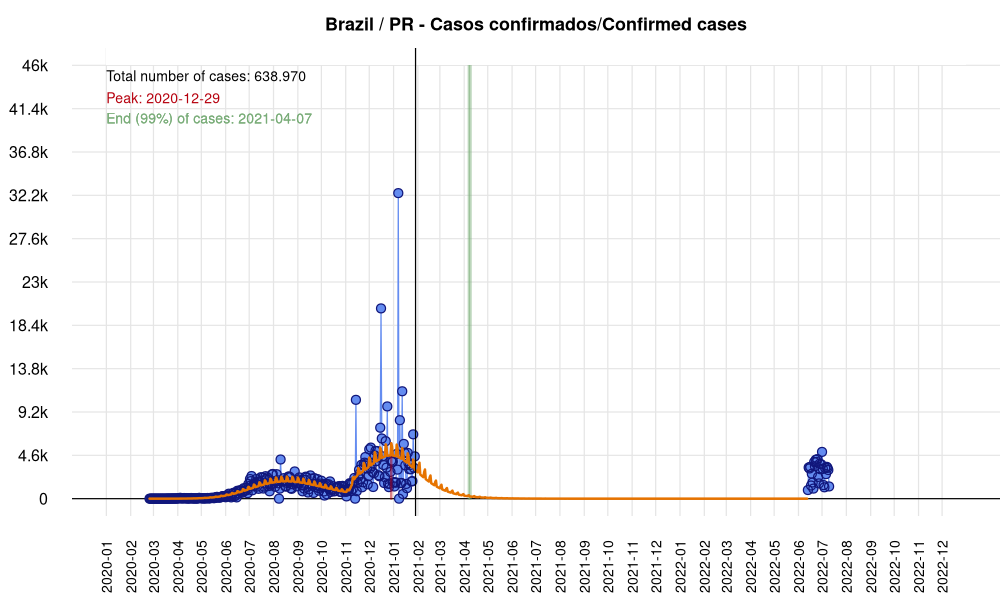 Brazil / PR - Casos confirmados/Confirmed cases
Total number of cases: 638.970
Peak: 2020-12-29
End (99%) of cases: 2021-04-07
46k
41.4k
36.8k
32.2k
27.6k
23k
18.4k
13.8k
9.2k
4.6k
0
2020-01
2020-02
2020-03
2020-04
2020-05
2020-06
2020-07
2020-08
2020-09
2020-10
2020-11
2020-12
2021-01
2021-02
2021-03
2021-04
2021-05
2021-06
2021-07
2021-08
2021-09
2021-10
2021-11
2021-12
2022-01
2022-02
2022-03
2022-04
2022-05
2022-06
2022-07
2022-08
2022-09
2022-10
2022-11
2022-12